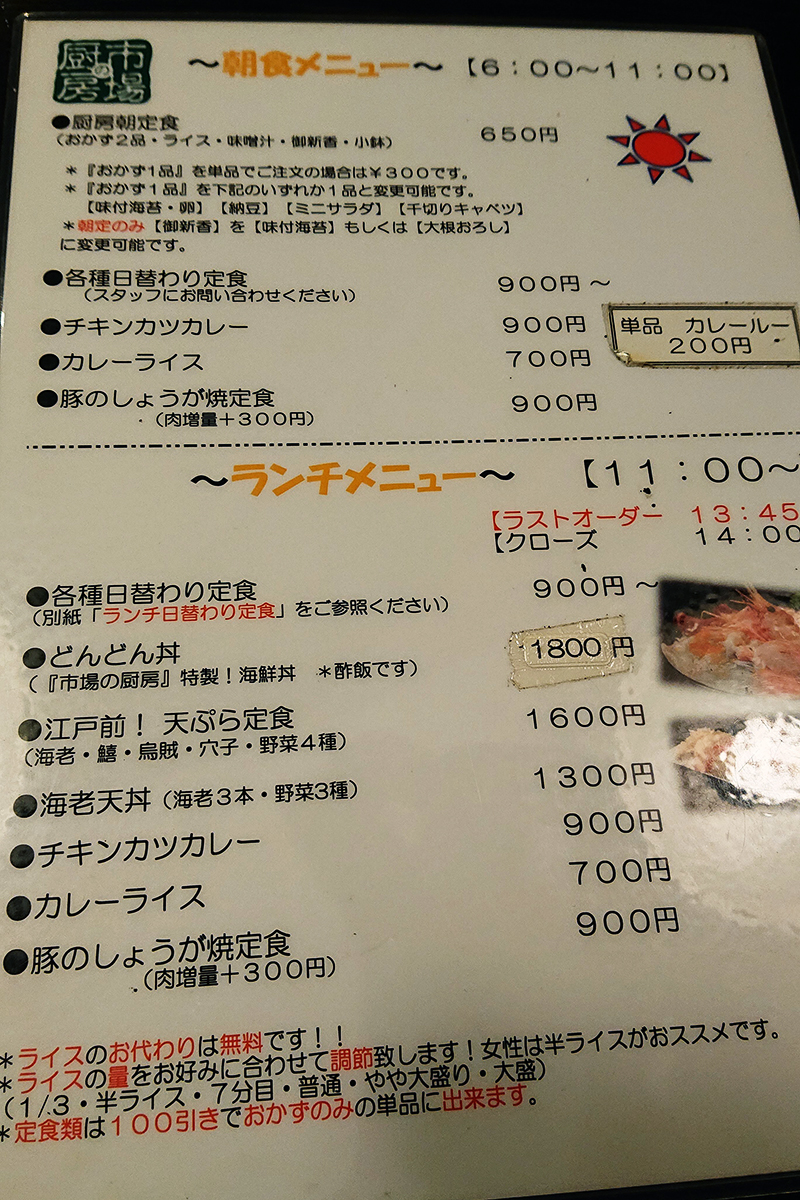 市場の厨房
～朝食メニュー～ 【６：００～１１：００】
●厨房朝定食 ６５０円
（おかず２品・ライス・味噌汁・御新香・小鉢）
＊『おかず１品』を単品でご注文の場合は￥３００です。
＊『おかず１品』を下記のいずれか１品と変更可能です。
【味付海苔・卵】【納豆】【ミニサラダ】【千切りキャベツ】
＊朝定のみ【御新香】を【味付海苔】もしくは【大根おろし】
に変更可能です。
●各種日替わり定食 ９００円～
（スタッフにお問い合わせください）
●チキンカツカレー ９００円
単品 カレールー
２００円
●カレーライス ７００円
●豚のしょうが焼定食 ９００円
（肉増量＋３００円）
～ランチメニュー～ 【１１：００～
【ラストオーダー １３：４５
【クローズ １４：００
●各種日替わり定食 ９００円～
（別紙「ランチ日替わり定食」をご参照ください）
●どんどん丼 1800円
（『市場の厨房』特製！海鮮丼 ＊酢飯です）
●江戸前！ 天ぷら定食 １６００円
（海老・鱚・烏賊・穴子・野菜４種）
●海老天丼（海老３本・野菜3種） １３００円
●チキンカツカレー ９００円
●カレーライス ７００円
●豚のしょうが焼定食 ９００円
（肉増量＋３００円）
＊ライスのお代わりは無料です！！
＊ライスの量をお好みに合わせて調節致します！女性は半ライスがおススメです。
（１/３・半ライス・７分目・普通・やや大盛り・大盛）
＊定食類は１００引きでおかずのみの単品に出来ます。